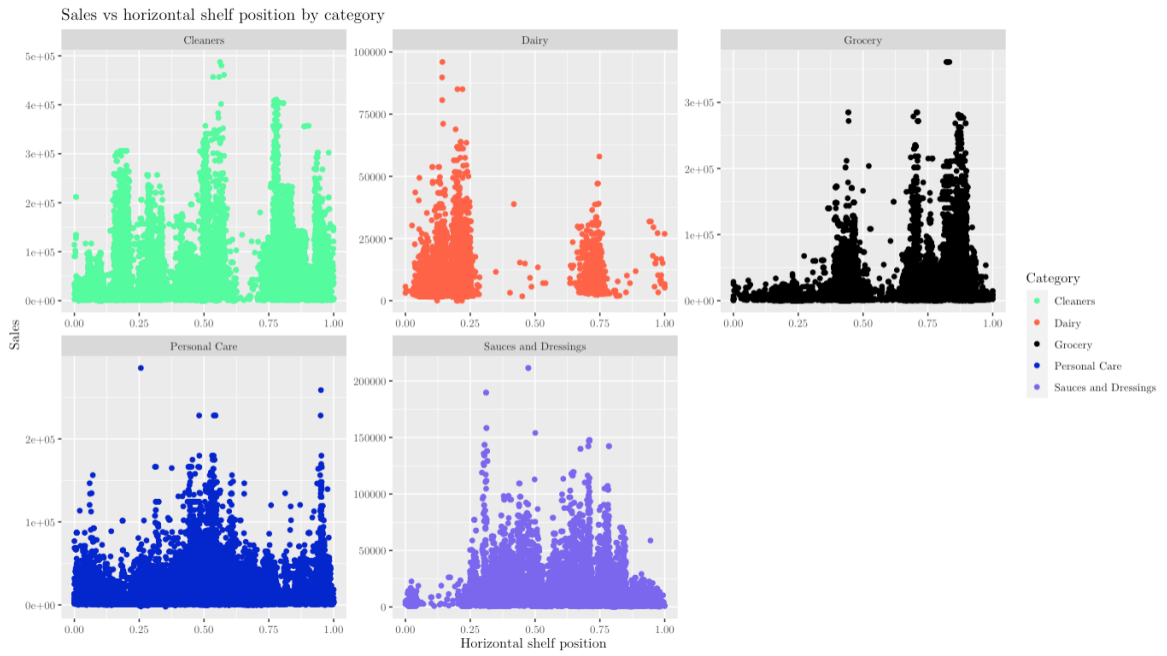 Sales vs horizontal shelf position by category
Cleaners
Dairy
Grocery
5e+05
4e+05
3e+05
2e+05
1e+05
0e+00
100000
75000
50000
25000
0
3e+05
2e+05
1e+05
0e+00
0.00 0.25 0.50 0.75 1.00
0.00 0.25 0.50 0.75 1.00
0.00 0.25 0.50 0.75 1.00
Sales
Personal Care
Sauces and Dressings
2e+05
1e+05
0e+00
200000
150000
100000
50000
0
0.00 0.25 0.50 0.75 1.00
0.00 0.25 0.50 0.75 1.00
Horizontal shelf position
Category
Cleaners
Dairy
Grocery
Personal Care
Sauces and Dressings